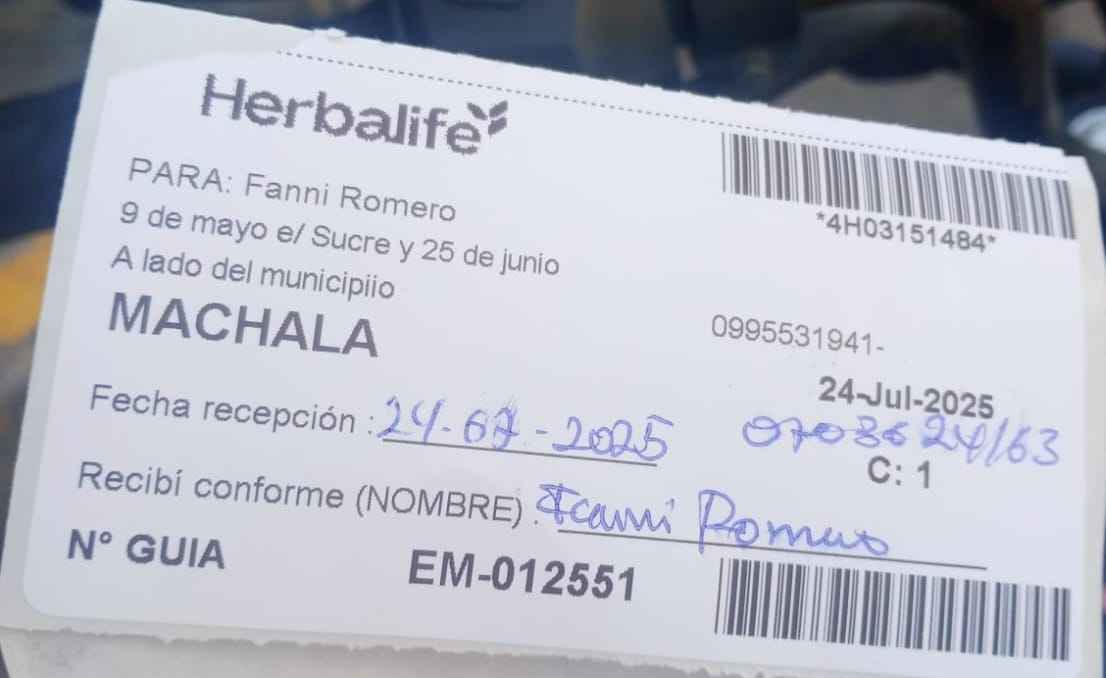 Herbalife
PARA: Fanni Romero
9 de mayo e/ Sucre y 25 de junio
A lado del municipiio
MACHALA
*4H03151484*
0995531941-
24-Jul-2025
Fecha recepción : 24-07-2025
C: 1
Recibí conforme (NOMBRE) : Fanni Romero
N° GUIA EM-012551